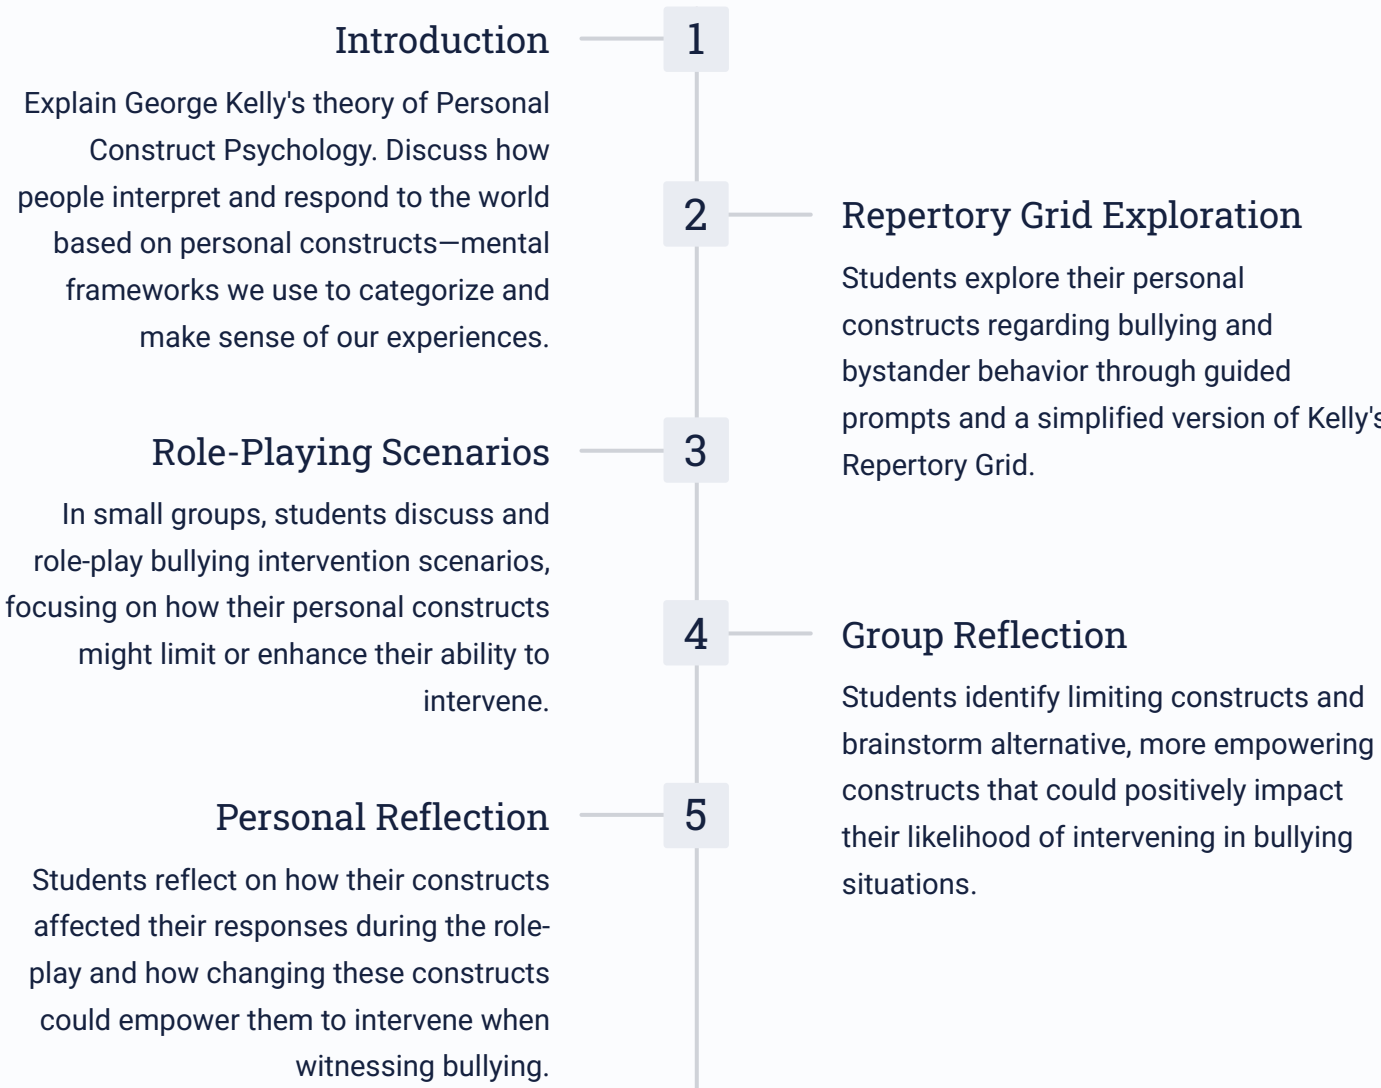 Introduction
1
Explain George Kelly's theory of Personal
Construct Psychology. Discuss how
people interpret and respond to the world
based on personal constructs—mental
frameworks we use to categorize and
make sense of our experiences.
2
Repertory Grid Exploration
Students explore their personal
constructs regarding bullying and
bystander behavior through guided
prompts and a simplified version of Kelly's
Repertory Grid.
Role-Playing Scenarios
3
In small groups, students discuss and
role-play bullying intervention scenarios,
focusing on how their personal constructs
might limit or enhance their ability to
intervene.
4
Group Reflection
Students identify limiting constructs and
brainstorm alternative, more empowering
constructs that could positively impact
their likelihood of intervening in bullying
situations.
Personal Reflection
5
Students reflect on how their constructs
affected their responses during the role-
play and how changing these constructs
could empower them to intervene when
witnessing bullying.